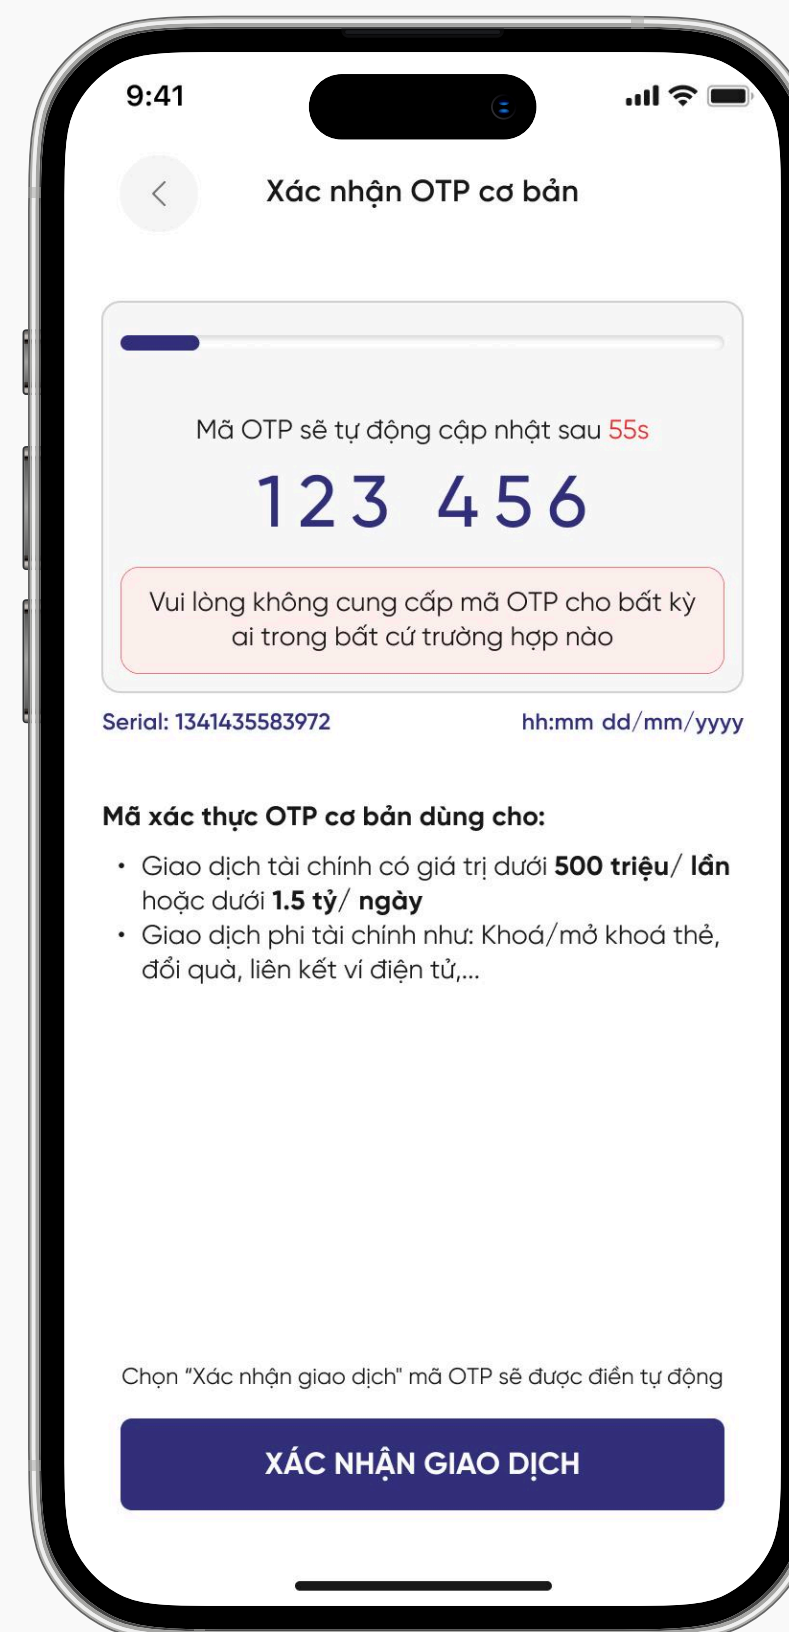 9:41
Xác nhận OTP cơ bản
Mã OTP sẽ tự động cập nhật sau 55s
123 456
Vui lòng không cung cấp mã OTP cho bất kỳ
ai trong bất cứ trường hợp nào
Serial: 1341435583972 hh:mm dd/mm/yyyy
Mã xác thực OTP cơ bản dùng cho:
• Giao dịch tài chính có giá trị dưới 500 triệu/ lần
hoặc dưới 1.5 tỷ/ ngày
• Giao dịch phi tài chính như: Khoá/mở khoá thẻ,
đổi quà, liên kết ví điện tử,...
Chọn “Xác nhận giao dịch" mã OTP sẽ được điền tự động
XÁC NHẬN GIAO DỊCH